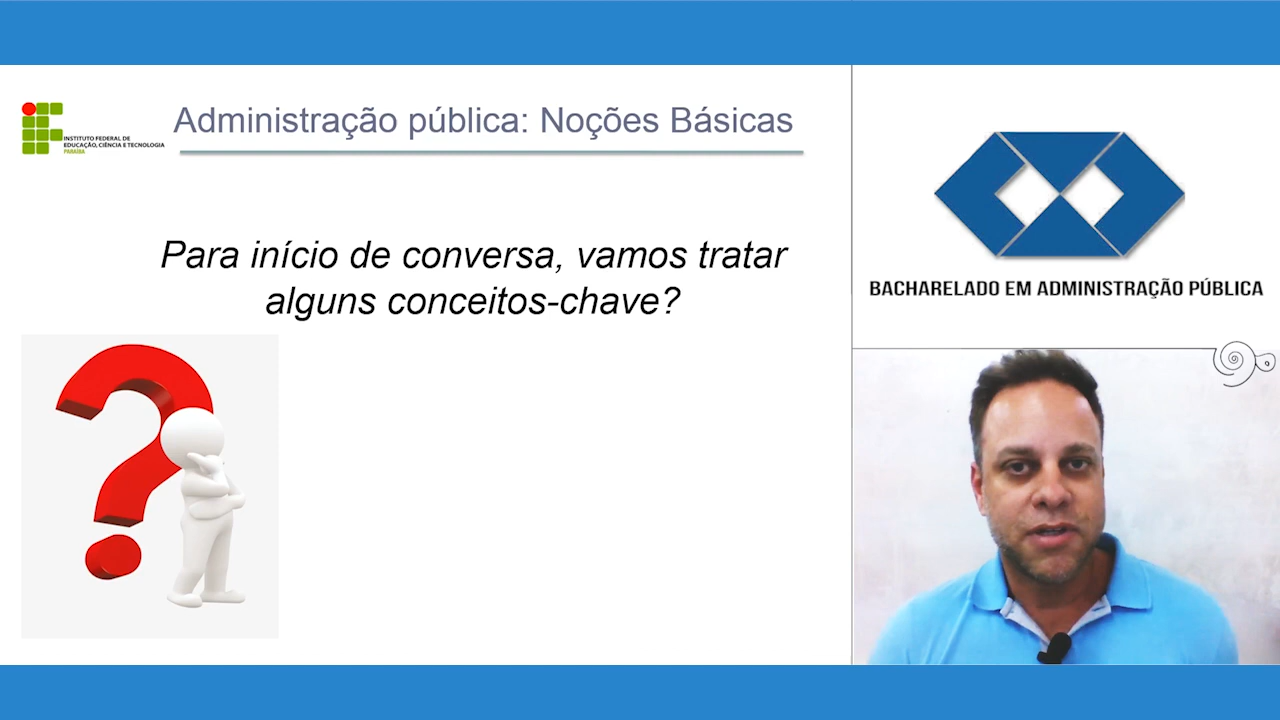 INSTITUTO FEDERAL DE
EDUCAÇÃO, CIÊNCIA E TECNOLOGIA
PARAÍBA
Administração pública: Noções Básicas
Para início de conversa, vamos tratar
alguns conceitos-chave?
BACHARELADO EM ADMINISTRAÇÃO PÚBLICA